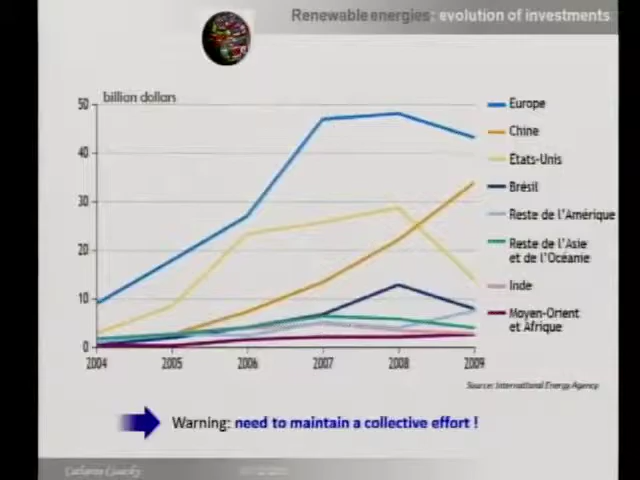 Renewable energies: evolution of investments
billion dollars
50
40
30
20
10
0
2004 2005 2006 2007 2008 2009
Europe
Chine
États-Unis
Brésil
Reste de l'Amérique
Reste de l'Asie
et de l'Océanie
Inde
Moyen-Orient
et Afrique
Source: International Energy Agency
Warning: need to maintain a collective effort !